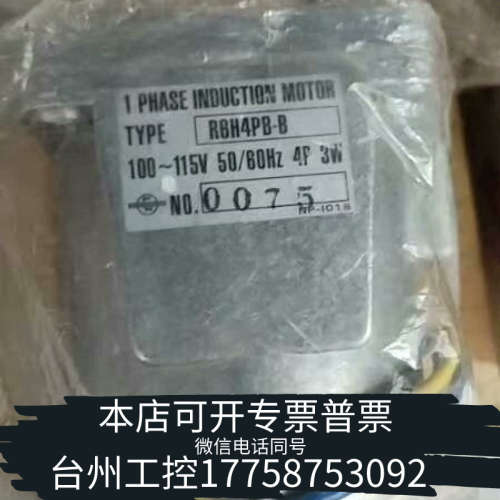 1 PHASE INDUCTION MOTOR
TYPE R6H4PB-B
100~115V 50/60Hz 4P 3W
NO. 0075
NP-1018
本店可开专票普票
微信电话同号
台州工控17758753092